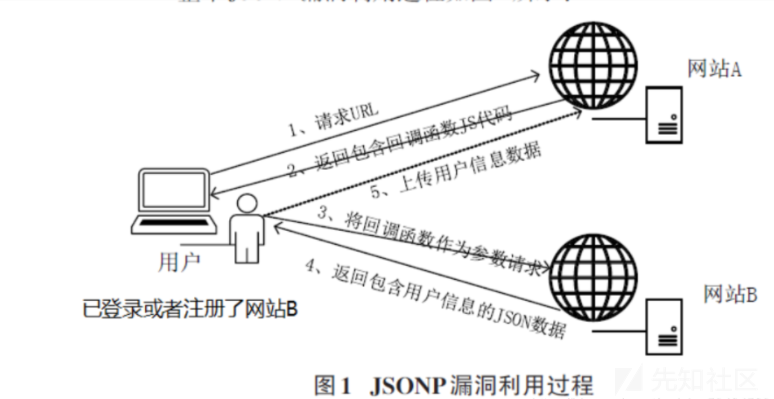 网站A
1、请求URL
2、返回包含回调函数JS代码
5、上传用户信息数据
3、将回调函数作为参数请求
用户
4、返回包含用户信息的JSON数据
网站B
已登录或者注册了网站B
图1 JSONP漏洞利用过程
先知社区